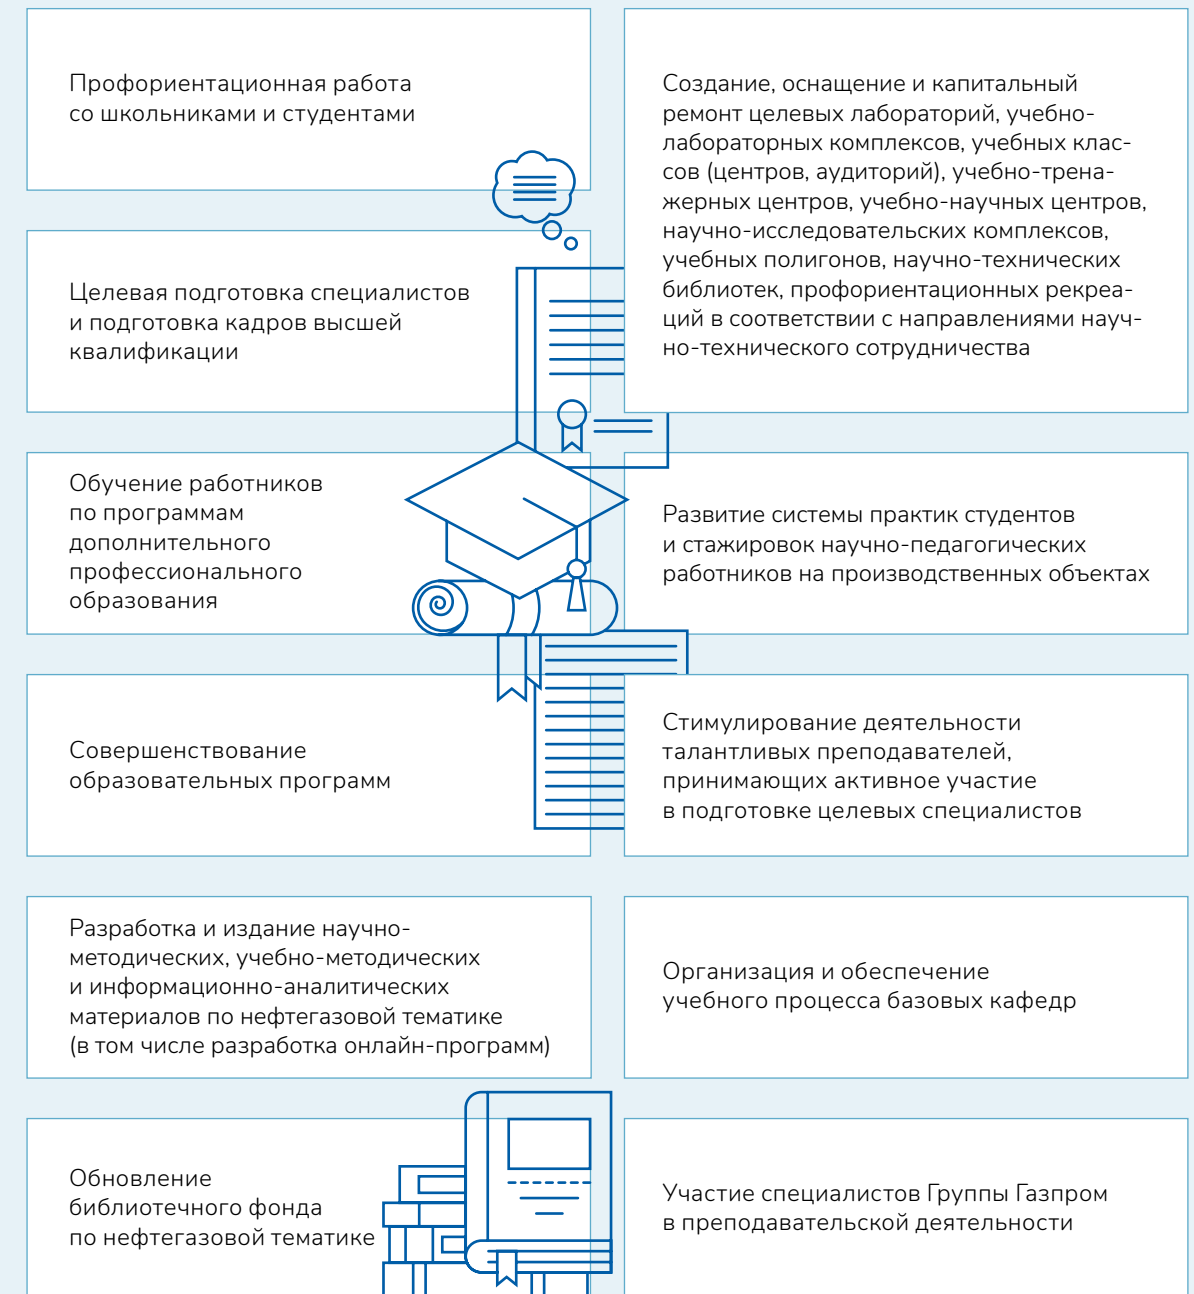 Профориентационная работа
со школьниками и студентами
Целевая подготовка специалистов
и подготовка кадров высшей
квалификации
Обучение работников
по программам
дополнительного
профессионального
образования
Совершенствование
образовательных программ
Разработка и издание научно-
методических, учебно-методических
и информационно-аналитических
материалов по нефтегазовой тематике
(в том числе разработка онлайн-программ)
Обновление
библиотечного фонда
по нефтегазовой тематике
Создание, оснащение и капитальный
ремонт целевых лабораторий, учебно-
лабораторных комплексов, учебных клас-
сов (центров, аудиторий), учебно-трена-
жерных центров, учебно-научных центров,
научно-исследовательских комплексов,
учебных полигонов, научно-технических
библиотек, профориентационных рекреа-
ций в соответствии с направлениями науч-
но-технического сотрудничества
Развитие системы практик студентов
и стажировок научно-педагогических
работников на производственных объектах
Стимулирование деятельности
талантливых преподавателей,
принимающих активное участие
в подготовке целевых специалистов
Организация и обеспечение
учебного процесса базовых кафедр
Участие специалистов Группы Газпром
в преподавательской деятельности